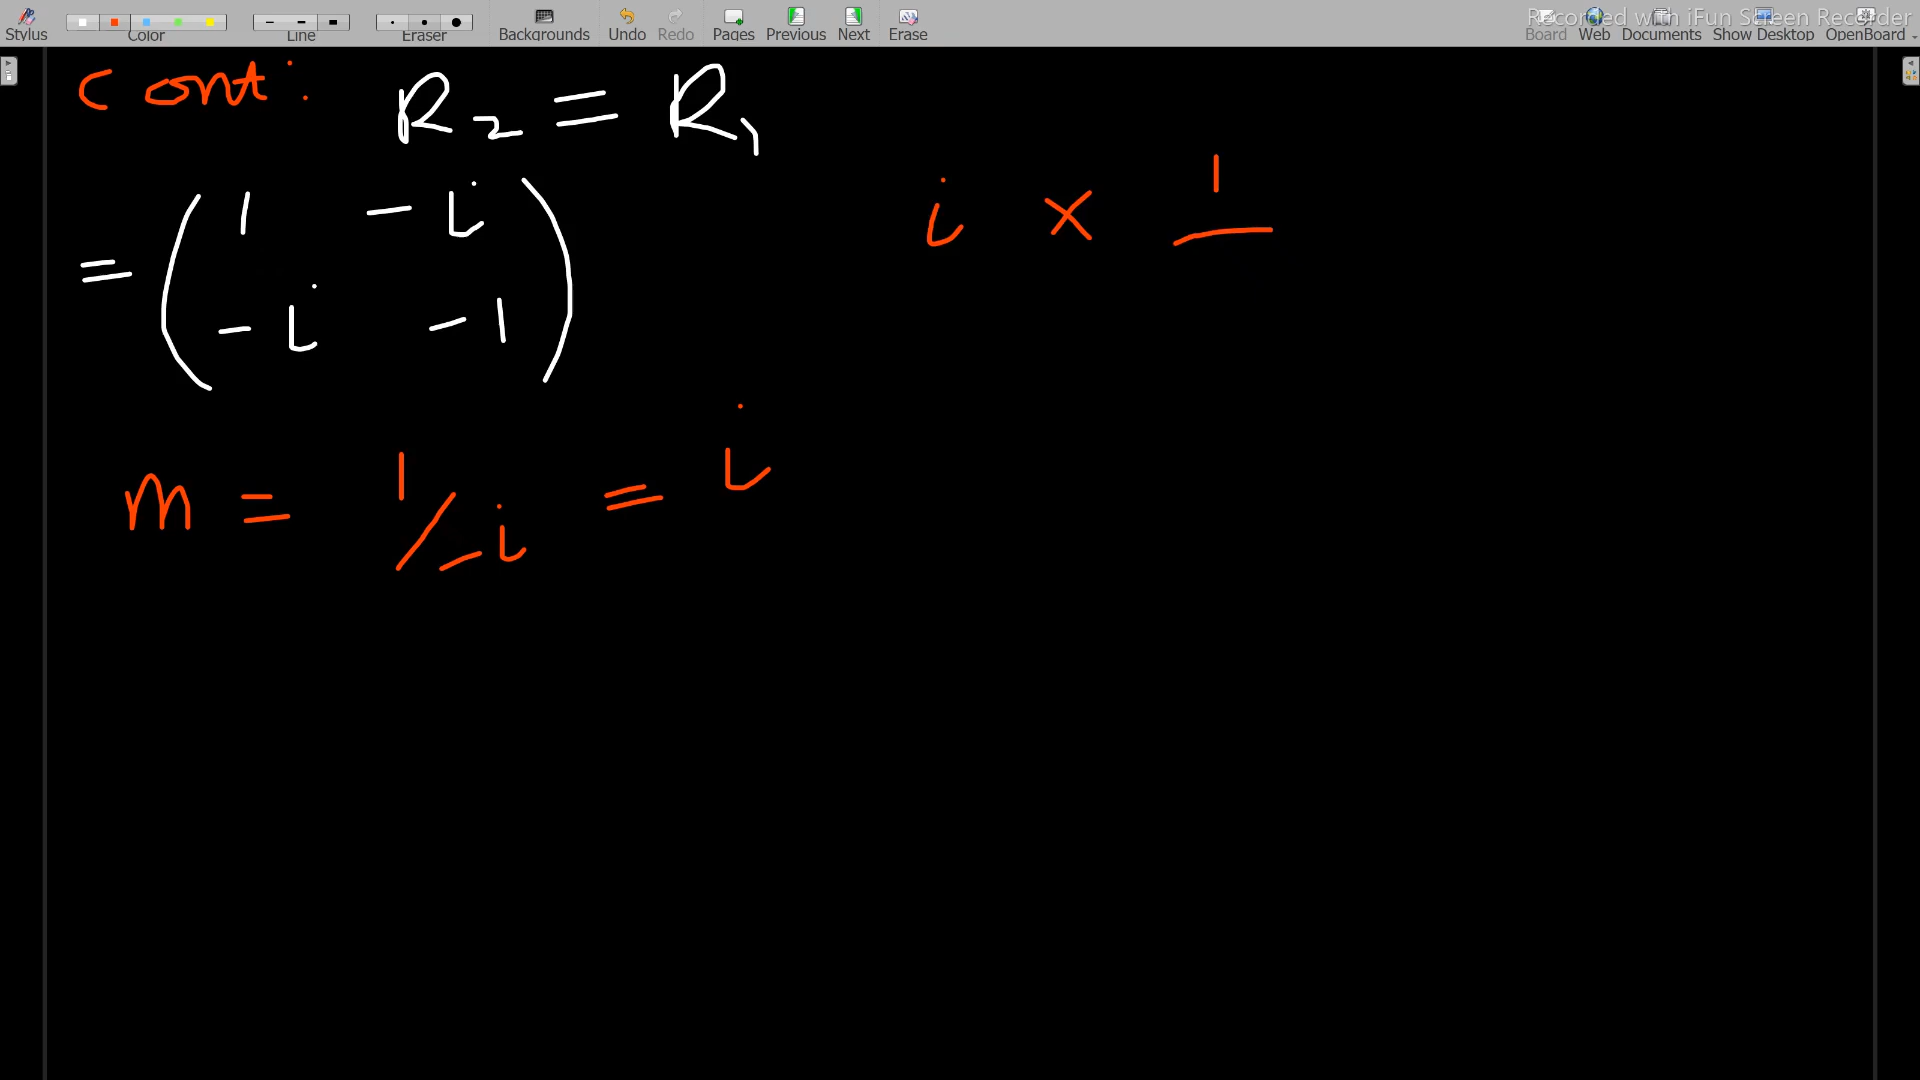 Recorded with iFun Screen Recorder
Stylus Color Line Eraser Backgrounds Undo Redo Pages Previous Next Erase Board Web Documents Show Desktop OpenBoard
Cont: R₂ = R₁
i × 1/
= ( 1 -i
-i -1 )
m = 1/-i = i